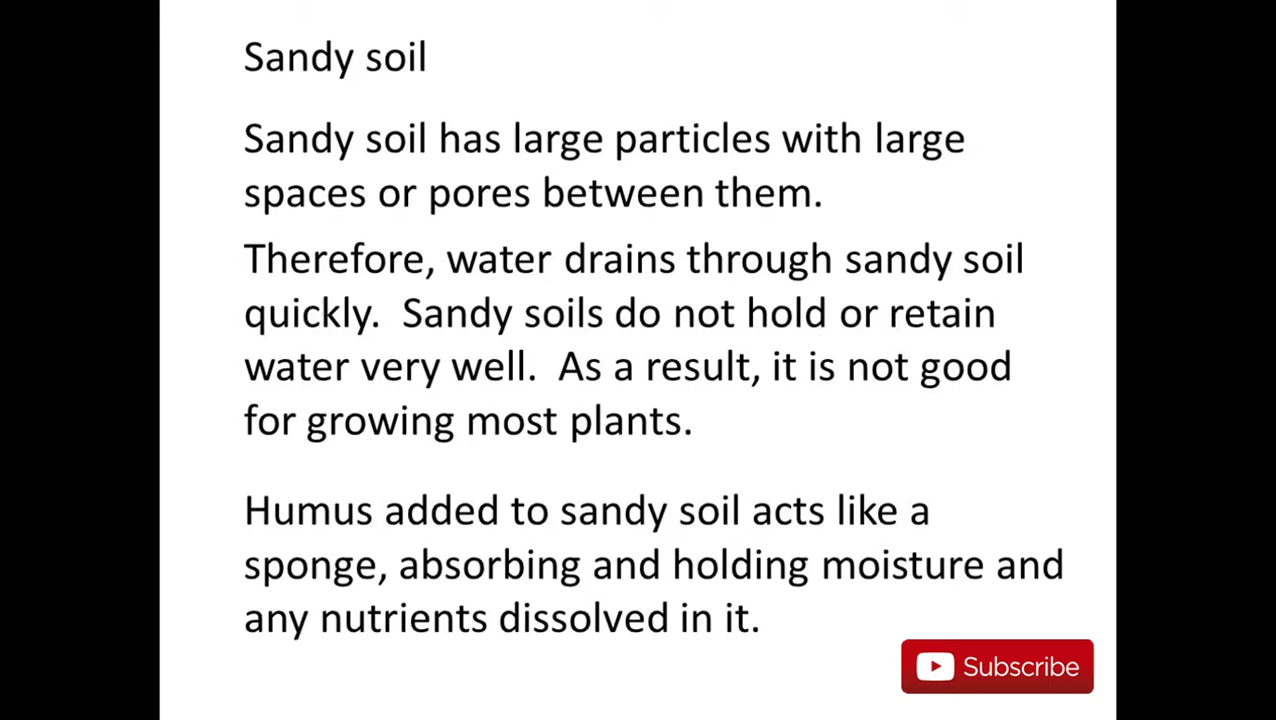 Sandy soil
Sandy soil has large particles with large
spaces or pores between them.
Therefore, water drains through sandy soil
quickly.  Sandy soils do not hold or retain
water very well.  As a result, it is not good
for growing most plants.
Humus added to sandy soil acts like a
sponge, absorbing and holding moisture and
any nutrients dissolved in it.
Subscribe